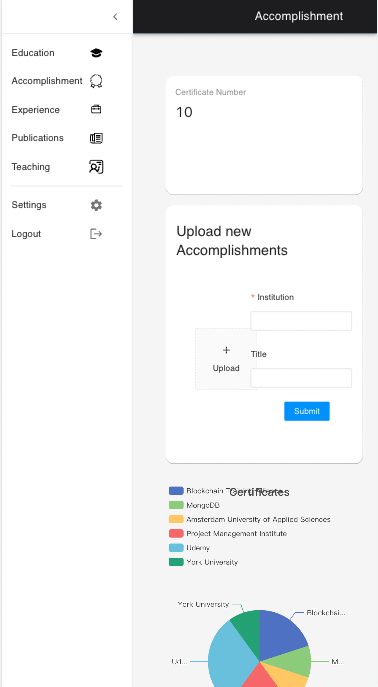 Accomplishment
Education
Accomplishment
Experience
Publications
Teaching
Settings
Logout
Certificate Number
10
Upload new
Accomplishments
* Institution
+
Upload
Title
Submit
Certificates
Blockchain
MongoDB
Amsterdam University of Applied Sciences
Project Management Institute
Udemy
York University
York University
Blockchai...
Ud...
M...